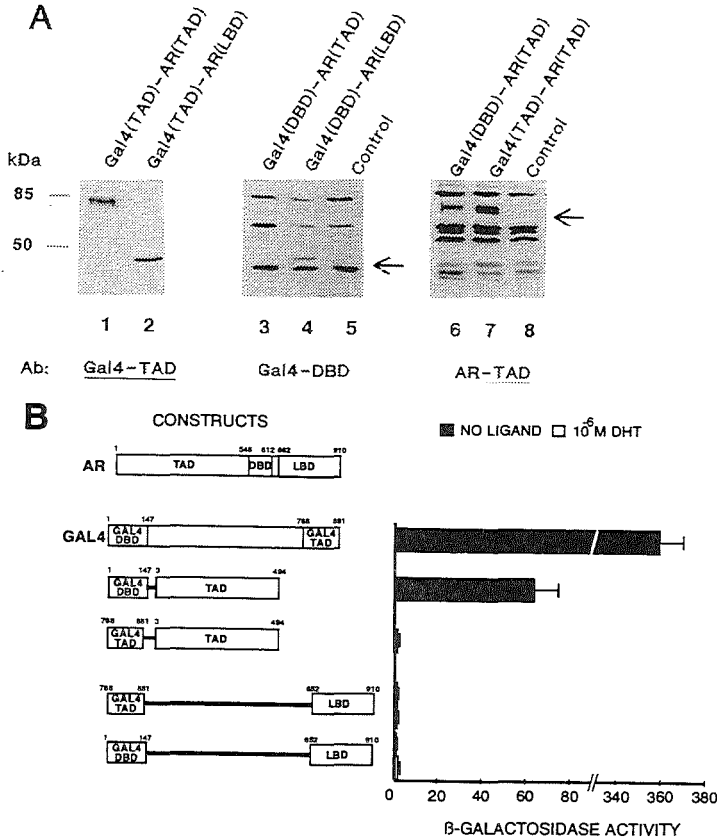 A
Gal4(TAD)-AR(TAD)
Gal4(TAD)-AR(LBD)
Gal4(DBD)-AR(TAD)
Gal4(DBD)-AR(LBD)
Control
Gal4(DBD)-AR(TAD)
Gal4(TAD)-AR(TAD)
Control
kDa
85
50
1 2 3 4 5 6 7 8
Ab: Gal4-TAD Gal4-DBD AR-TAD
B CONSTRUCTS
NO LIGAND 10⁻⁶M DHT
1 546 612 662 910
AR TAD DBD LBD
1 147 768 881
GAL4 GAL4 DBD GAL4 TAD
1 147 3 494
GAL4 DBD TAD
768 881 3 494
GAL4 TAD TAD
768 881 652 910
GAL4 TAD LBD
1 147 652 910
GAL4 DBD LBD
0 20 40 60 80 340 360 380
β-GALACTOSIDASE ACTIVITY